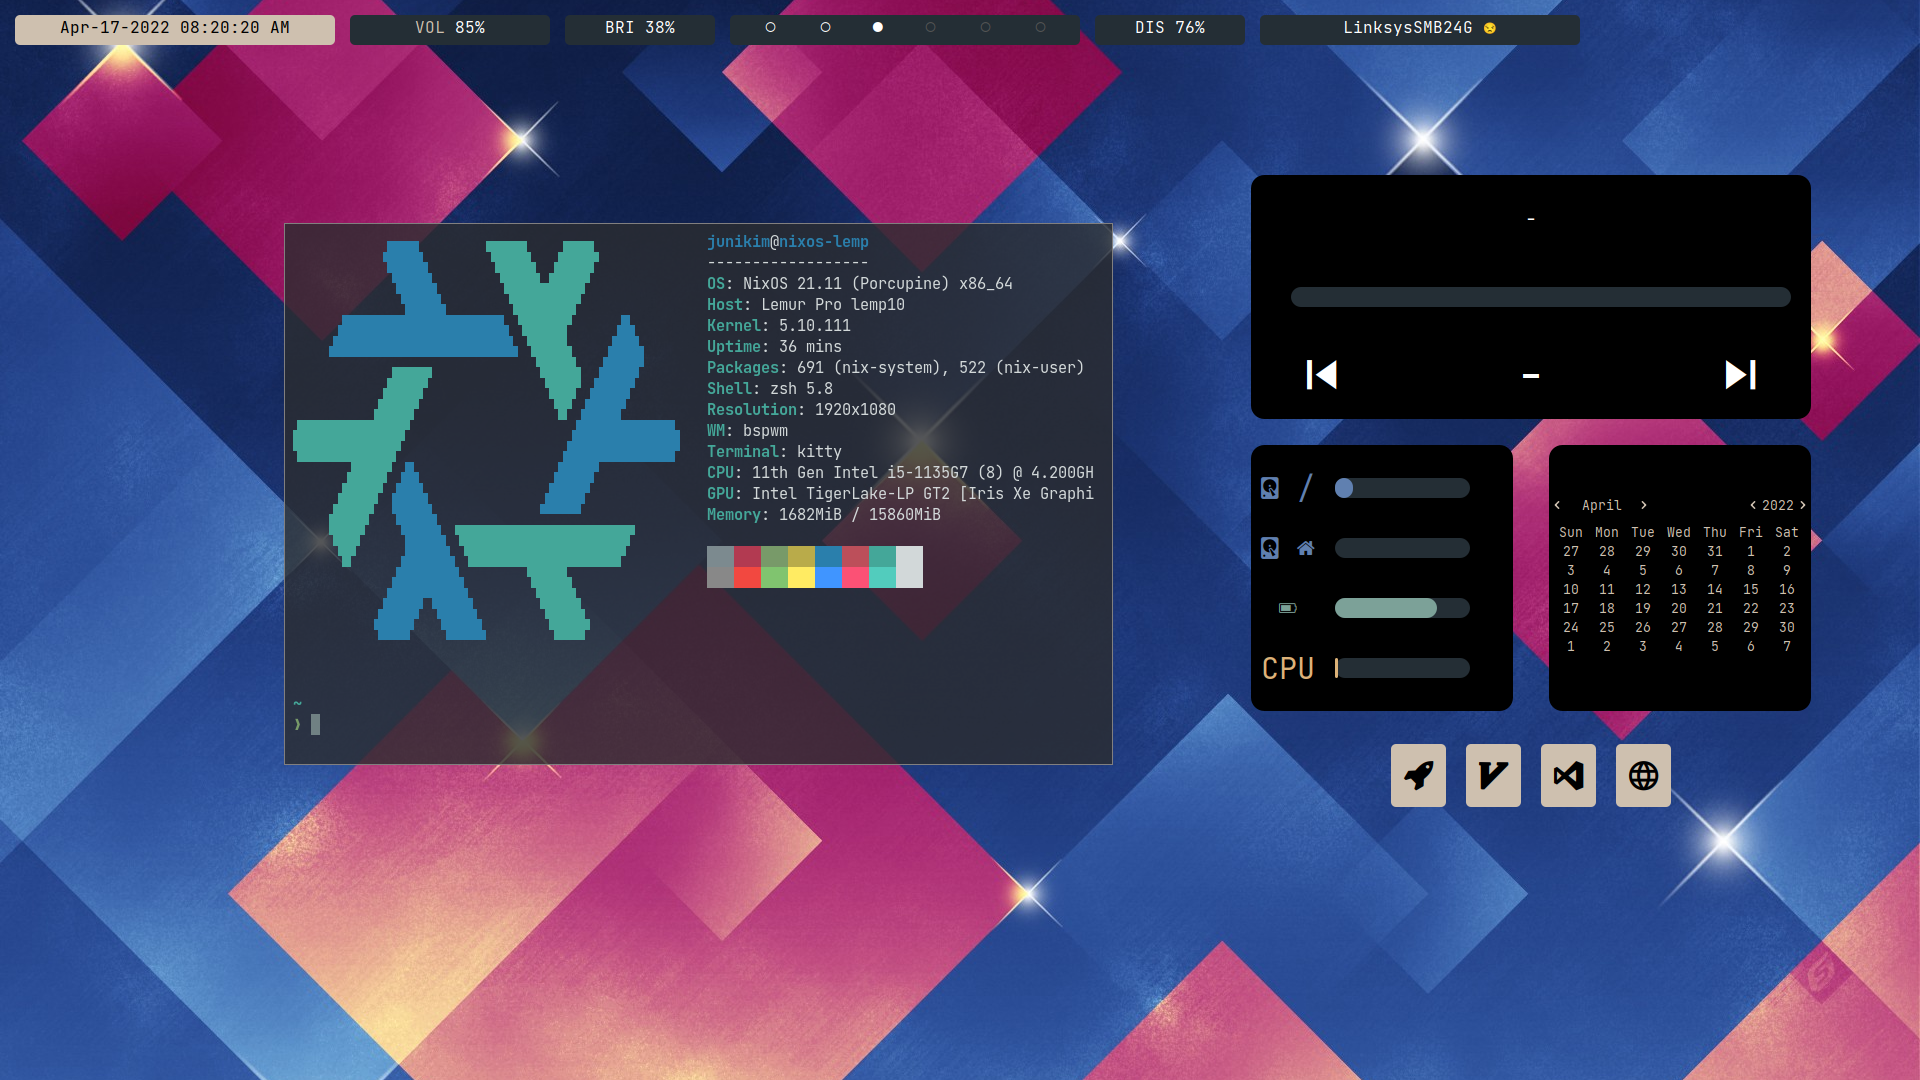 Apr-17-2022 08:20:20 AM
VOL 85%
BRI 38%
DIS 76%
LinksysSMB24G 😒
junikim@nixos-lemp
------------------
OS: NixOS 21.11 (Porcupine) x86_64
Host: Lemur Pro lemp10
Kernel: 5.10.111
Uptime: 36 mins
Packages: 691 (nix-system), 522 (nix-user)
Shell: zsh 5.8
Resolution: 1920x1080
WM: bspwm
Terminal: kitty
CPU: 11th Gen Intel i5-1135G7 (8) @ 4.200GH
GPU: Intel TigerLake-LP GT2 [Iris Xe Graphi
Memory: 1682MiB / 15860MiB
~
❯
-
/
CPU
‹ April › ‹ 2022 ›
Sun Mon Tue Wed Thu Fri Sat
27 28 29 30 31 1 2
3 4 5 6 7 8 9
10 11 12 13 14 15 16
17 18 19 20 21 22 23
24 25 26 27 28 29 30
1 2 3 4 5 6 7